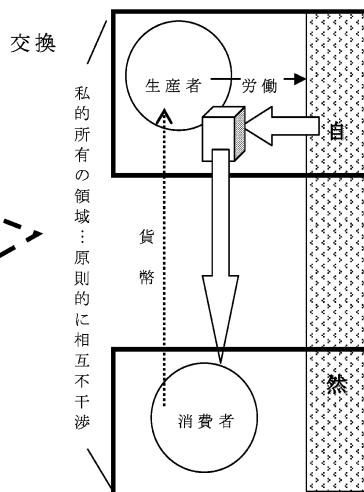 交換
私的所有の領域…原則的に相互不干渉
生産者
労働
自
貨幣
然
消費者